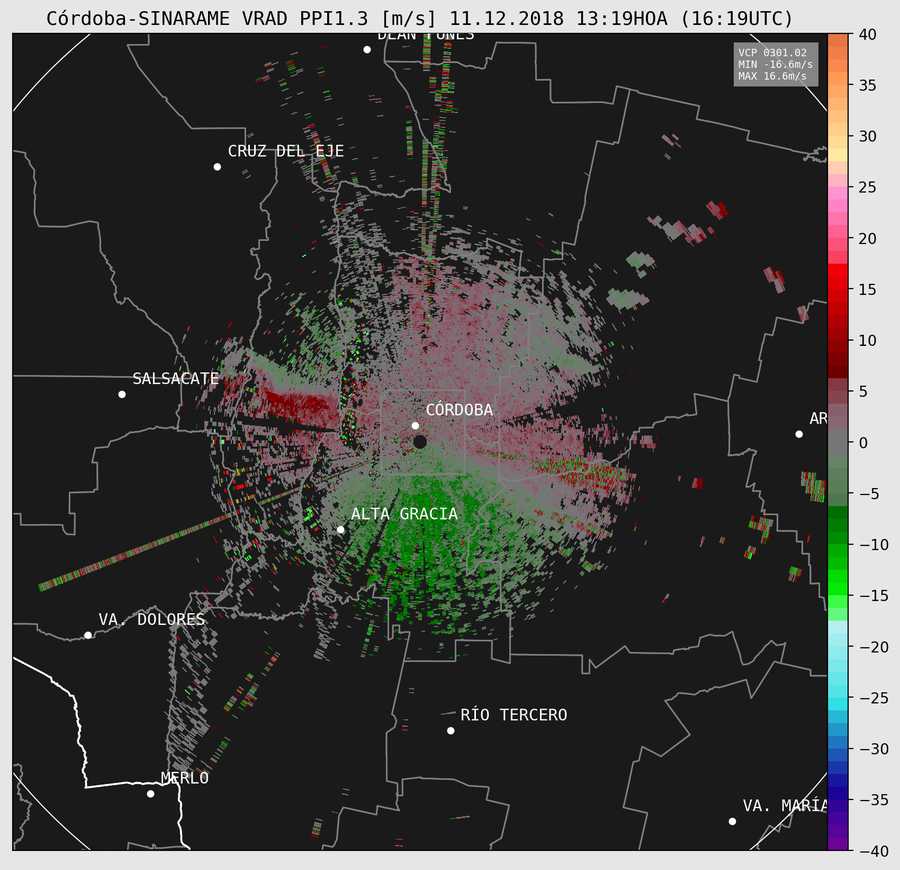 Córdoba-SINARAME VRAD PPI1.3 [m/s] 11.12.2018 13:19HOA (16:19UTC)
DEAN FUNES
VCP 0301.02
MIN -16.6m/s
MAX 16.6m/s
CRUZ DEL EJE
SALSACATE
CÓRDOBA
AR
ALTA GRACIA
VA. DOLORES
RÍO TERCERO
MERLO
VA. MARÍA
40
35
30
25
20
15
10
5
0
−5
−10
−15
−20
−25
−30
−35
−40